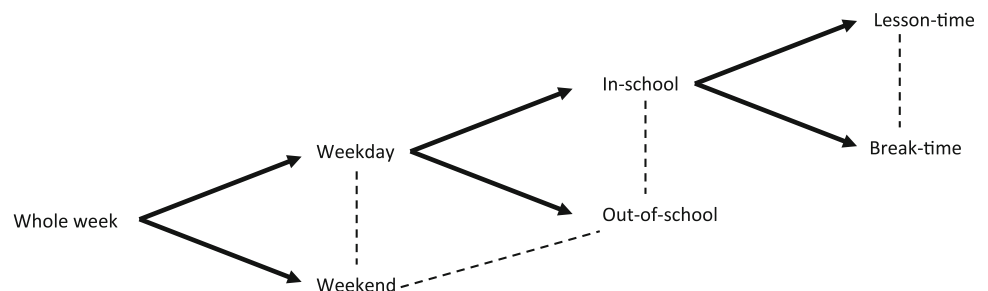 Lesson-time
In-school
Break-time
Weekday
Whole week
Out-of-school
Weekend